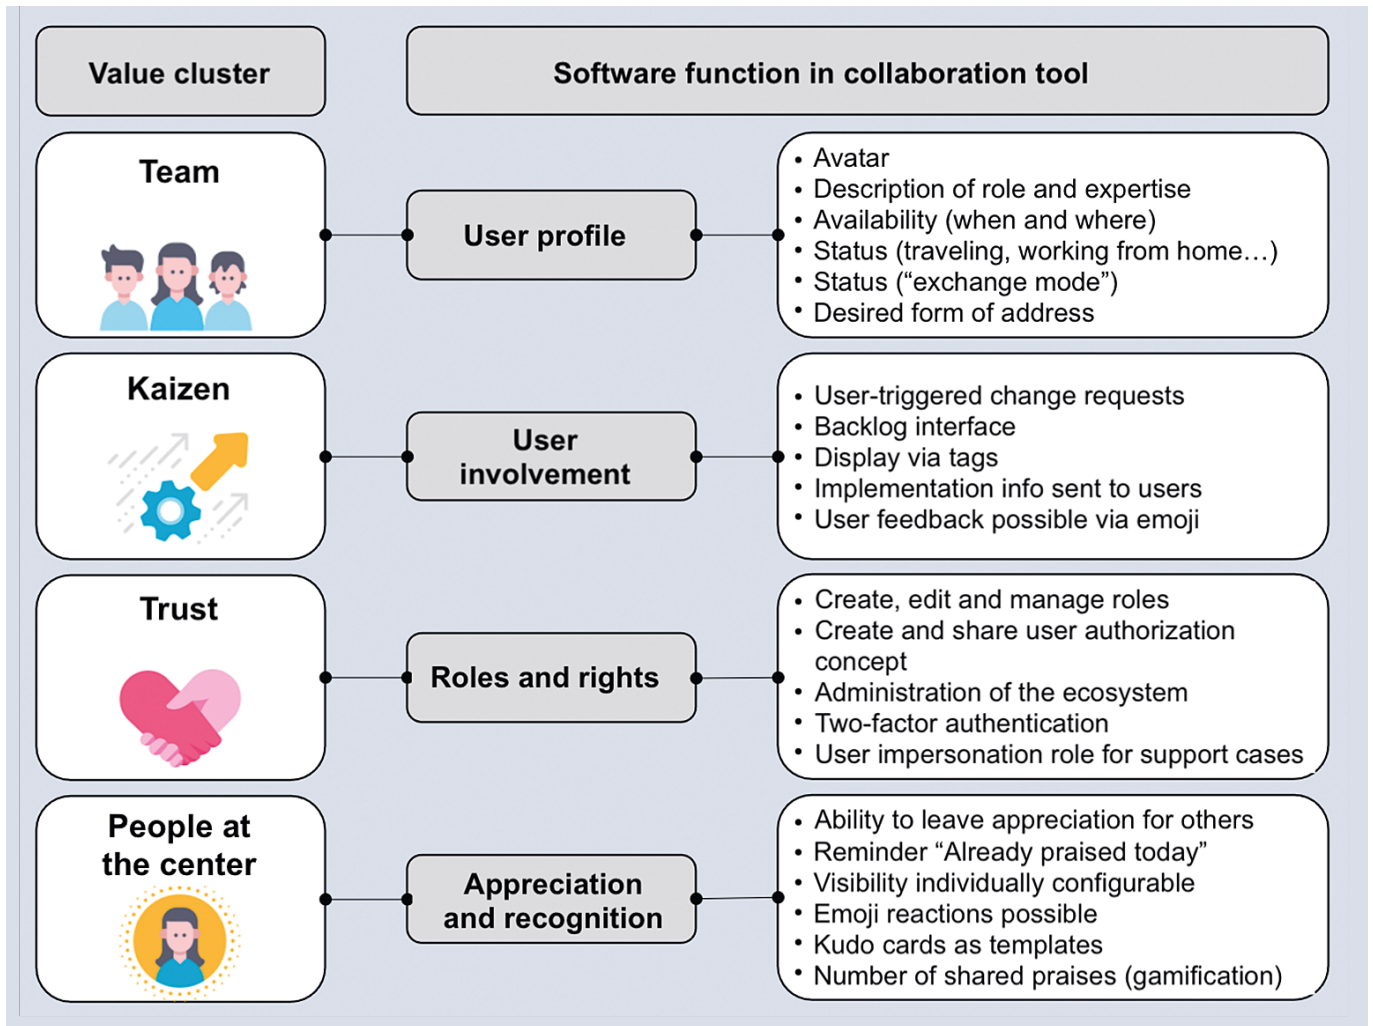 Value cluster
Software function in collaboration tool
Team
User profile
• Avatar
• Description of role and expertise
• Availability (when and where)
• Status (traveling, working from home…)
• Status (“exchange mode”)
• Desired form of address
Kaizen
User
involvement
• User-triggered change requests
• Backlog interface
• Display via tags
• Implementation info sent to users
• User feedback possible via emoji
Trust
Roles and rights
• Create, edit and manage roles
• Create and share user authorization
concept
• Administration of the ecosystem
• Two-factor authentication
• User impersonation role for support cases
People at
the center
Appreciation
and recognition
• Ability to leave appreciation for others
• Reminder “Already praised today”
• Visibility individually configurable
• Emoji reactions possible
• Kudo cards as templates
• Number of shared praises (gamification)